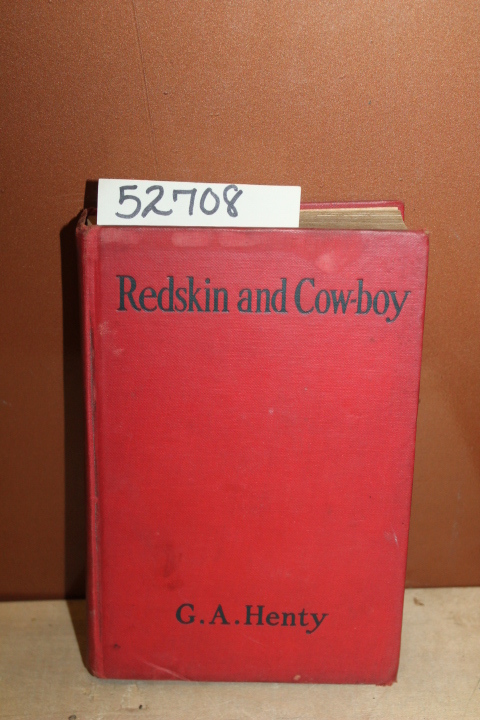 52708
Redskin and Cow-boy
G.A.Henty